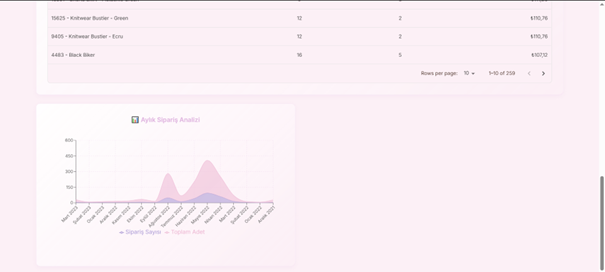 15625 - Knitwear Bustier - Green 12 2 ₺110,76
9405 - Knitwear Bustier - Ecru 12 2 ₺110,76
4483 - Black Biker 16 5 ₺107,12
Rows per page: 10 1-10 of 259
Aylık Sipariş Analizi
600
450
300
150
0
Mart 2023
Şubat 2023
Ocak 2023
Aralık 2022
Kasım 2022
Ekim 2022
Eylül 2022
Ağustos 2022
Temmuz 2022
Haziran 2022
Mayıs 2022
Nisan 2022
Mart 2022
Şubat 2022
Ocak 2022
Aralık 2021
Sipariş Sayısı Toplam Adet